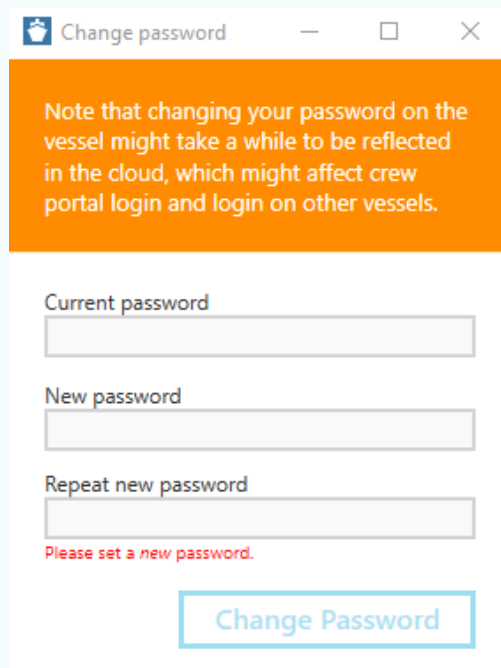 Change password
Note that changing your password on the
vessel might take a while to be reflected
in the cloud, which might affect crew
portal login and login on other vessels.
Current password
New password
Repeat new password
Please set a new password.
Change Password